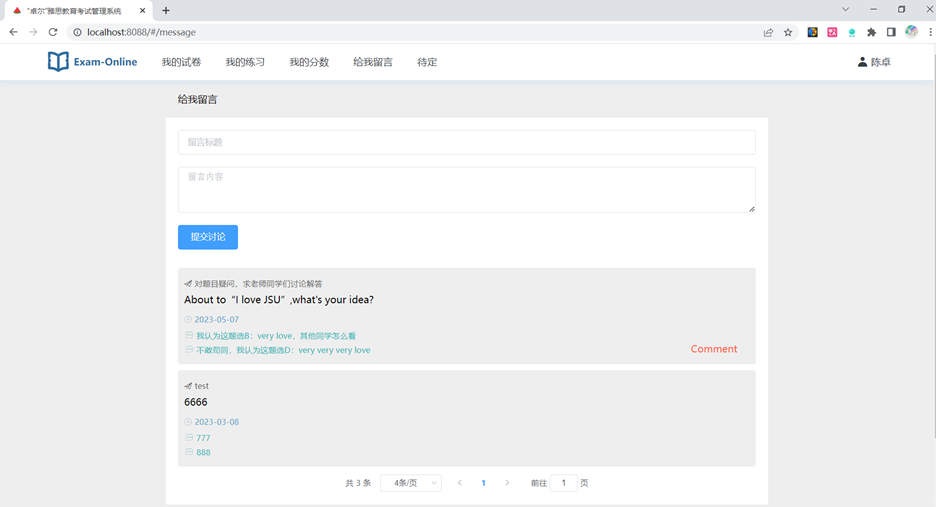 “卓尔”雅思教育考试管理系统
localhost:8088/#/message
Exam-Online 我的试卷 我的练习 我的分数 给我留言 待定 陈卓
给我留言
留言标题
留言内容
提交讨论
对题目疑问，求老师同学们讨论解答
About to “I love JSU” ,what's your idea?
2023-05-07
我认为这题选B：very love，其他同学怎么看
不敢苟同，我认为这题选D：very very very love
Comment
test
6666
2023-03-08
777
888
共 3 条 4条/页 1 前往 1 页